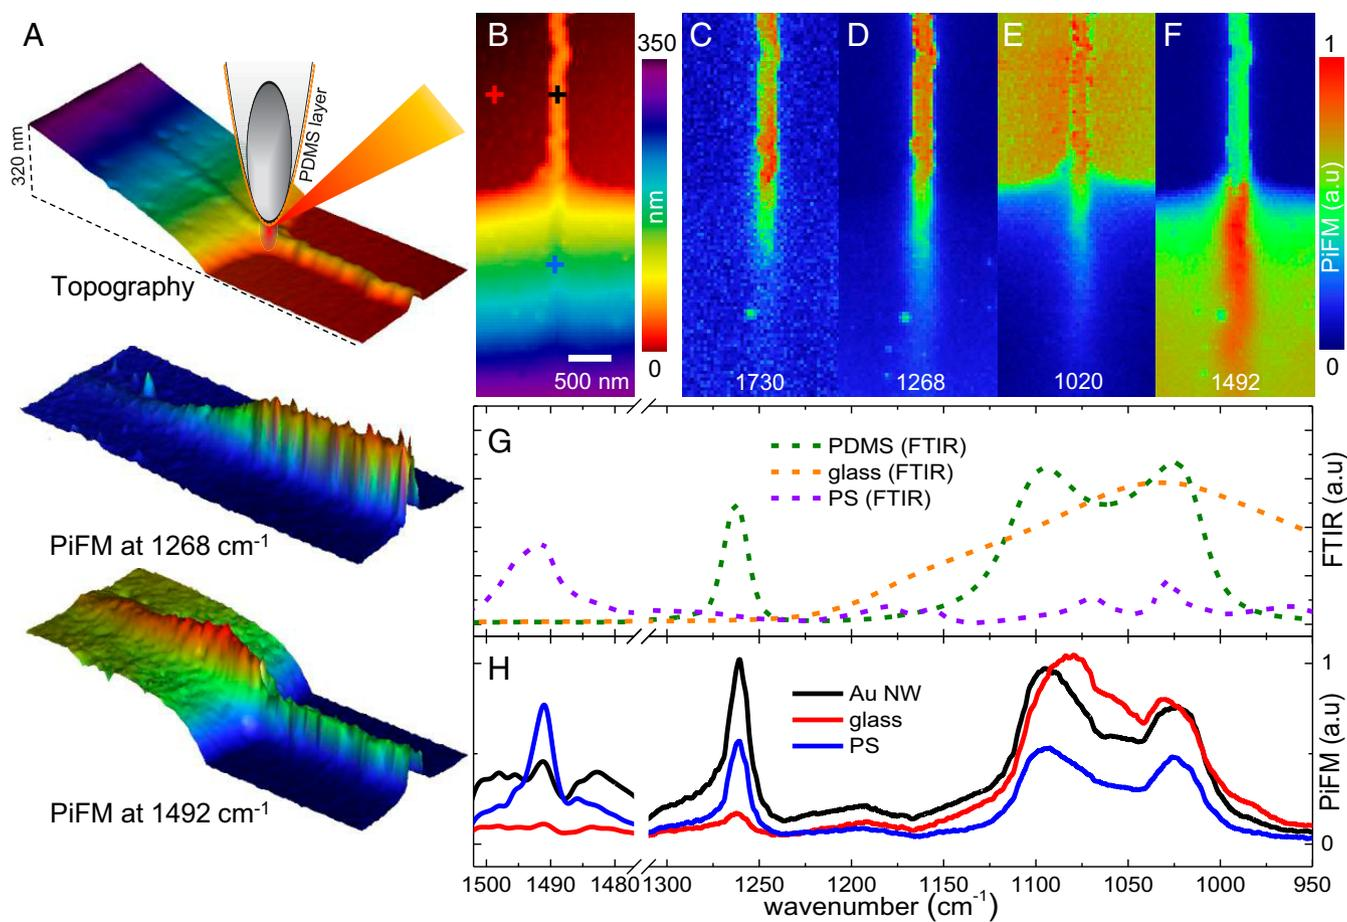 A
320 nm
PDMS layer
Topography
PiFM at 1268 cm-1
PiFM at 1492 cm-1
B
350
nm
0
500 nm
C
1730
D
1268
E
1020
F
1492
1
PiFM (a.u)
0
G
PDMS (FTIR)
glass (FTIR)
PS (FTIR)
FTIR (a.u)
H
Au NW
glass
PS
1
PiFM (a.u)
0
1500 1490 1480 1300 1250 1200 1150 1100 1050 1000 950
wavenumber (cm-1)